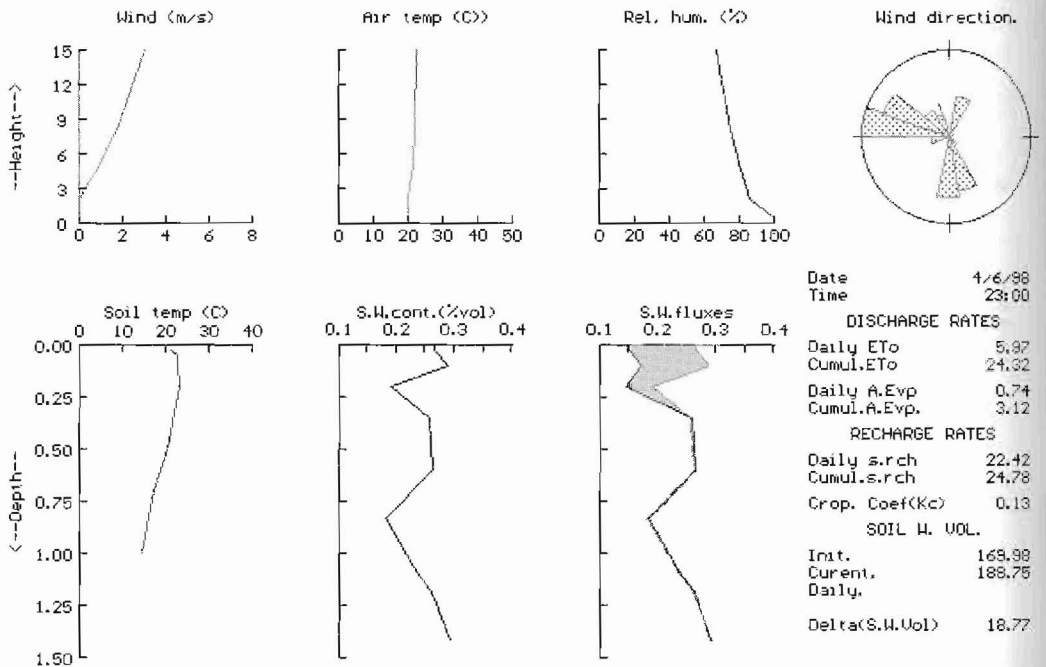 Wind (m/s)
Air temp (C))
Rel. hum. (%)
Wind direction.
--Height-->
15
12
9
6
3
0
0 2 4 6 8
0 10 20 30 40 50
0 20 40 60 80 100
Date 4/6/98
Time 23:00
DISCHARGE RATES
Daily ETo 5.97
Cumul.ETo 24.32
Daily A.Evp 0.74
Cumul.A.Evp. 3.12
RECHARGE RATES
Daily s.rch 22.42
Cumul.s.rch 24.78
Crop. Coef(Kc) 0.13
SOIL W. VOL.
Init. 169.98
Curent. 188.75
Daily.
Delta(S.W.Vol) 18.77
Soil temp (C)
0 10 20 30 40
S.W.cont.(%vol)
0.1 0.2 0.3 0.4
S.W.fluxes
0.1 0.2 0.3 0.4
<--Depth--
0.00
0.25
0.50
0.75
1.00
1.25
1.50